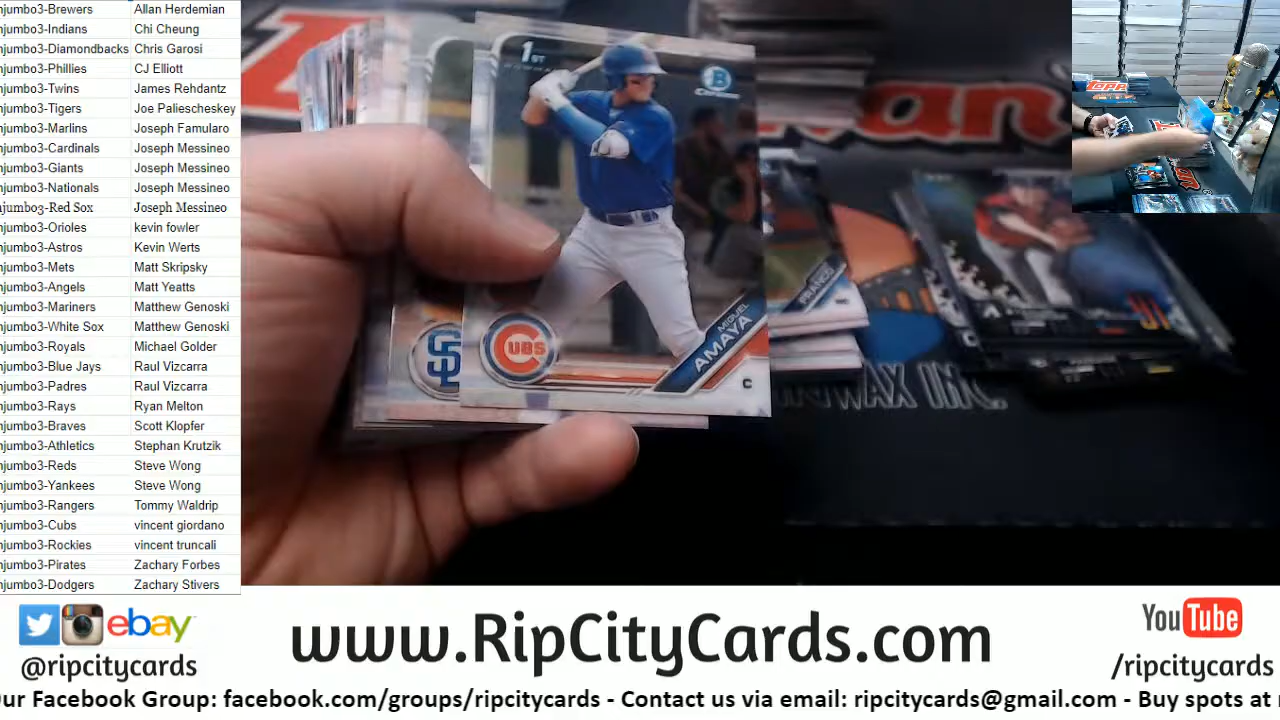 njumbo3-Brewers Allan Herdemian
njumbo3-Indians Chi Cheung
njumbo3-Diamondbacks Chris Garosi
njumbo3-Phillies CJ Elliott
njumbo3-Twins James Rehdantz
njumbo3-Tigers Joe Paliescheskey
njumbo3-Marlins Joseph Famularo
njumbo3-Cardinals Joseph Messineo
njumbo3-Giants Joseph Messineo
njumbo3-Nationals Joseph Messineo
njumbo3-Red Sox Joseph Messineo
njumbo3-Orioles kevin fowler
njumbo3-Astros Kevin Werts
njumbo3-Mets Matt Skripsky
njumbo3-Angels Matt Yeatts
njumbo3-Mariners Matthew Genoski
njumbo3-White Sox Matthew Genoski
njumbo3-Royals Michael Golder
njumbo3-Blue Jays Raul Vizcarra
njumbo3-Padres Raul Vizcarra
njumbo3-Rays Ryan Melton
njumbo3-Braves Scott Klopfer
njumbo3-Athletics Stephan Krutzik
njumbo3-Reds Steve Wong
njumbo3-Yankees Steve Wong
njumbo3-Rangers Tommy Waldrip
njumbo3-Cubs vincent giordano
njumbo3-Rockies vincent truncali
njumbo3-Pirates Zachary Forbes
njumbo3-Dodgers Zachary Stivers
1ST
B
CUBS
MIGUEL
AMAYA
C
SD
FRANCO
WAX INC.
ebay
@ripcitycards
www.RipCityCards.com
YouTube
/ripcitycards
Our Facebook Group: facebook.com/groups/ripcitycards - Contact us via email: ripcitycards@gmail.com - Buy spots at